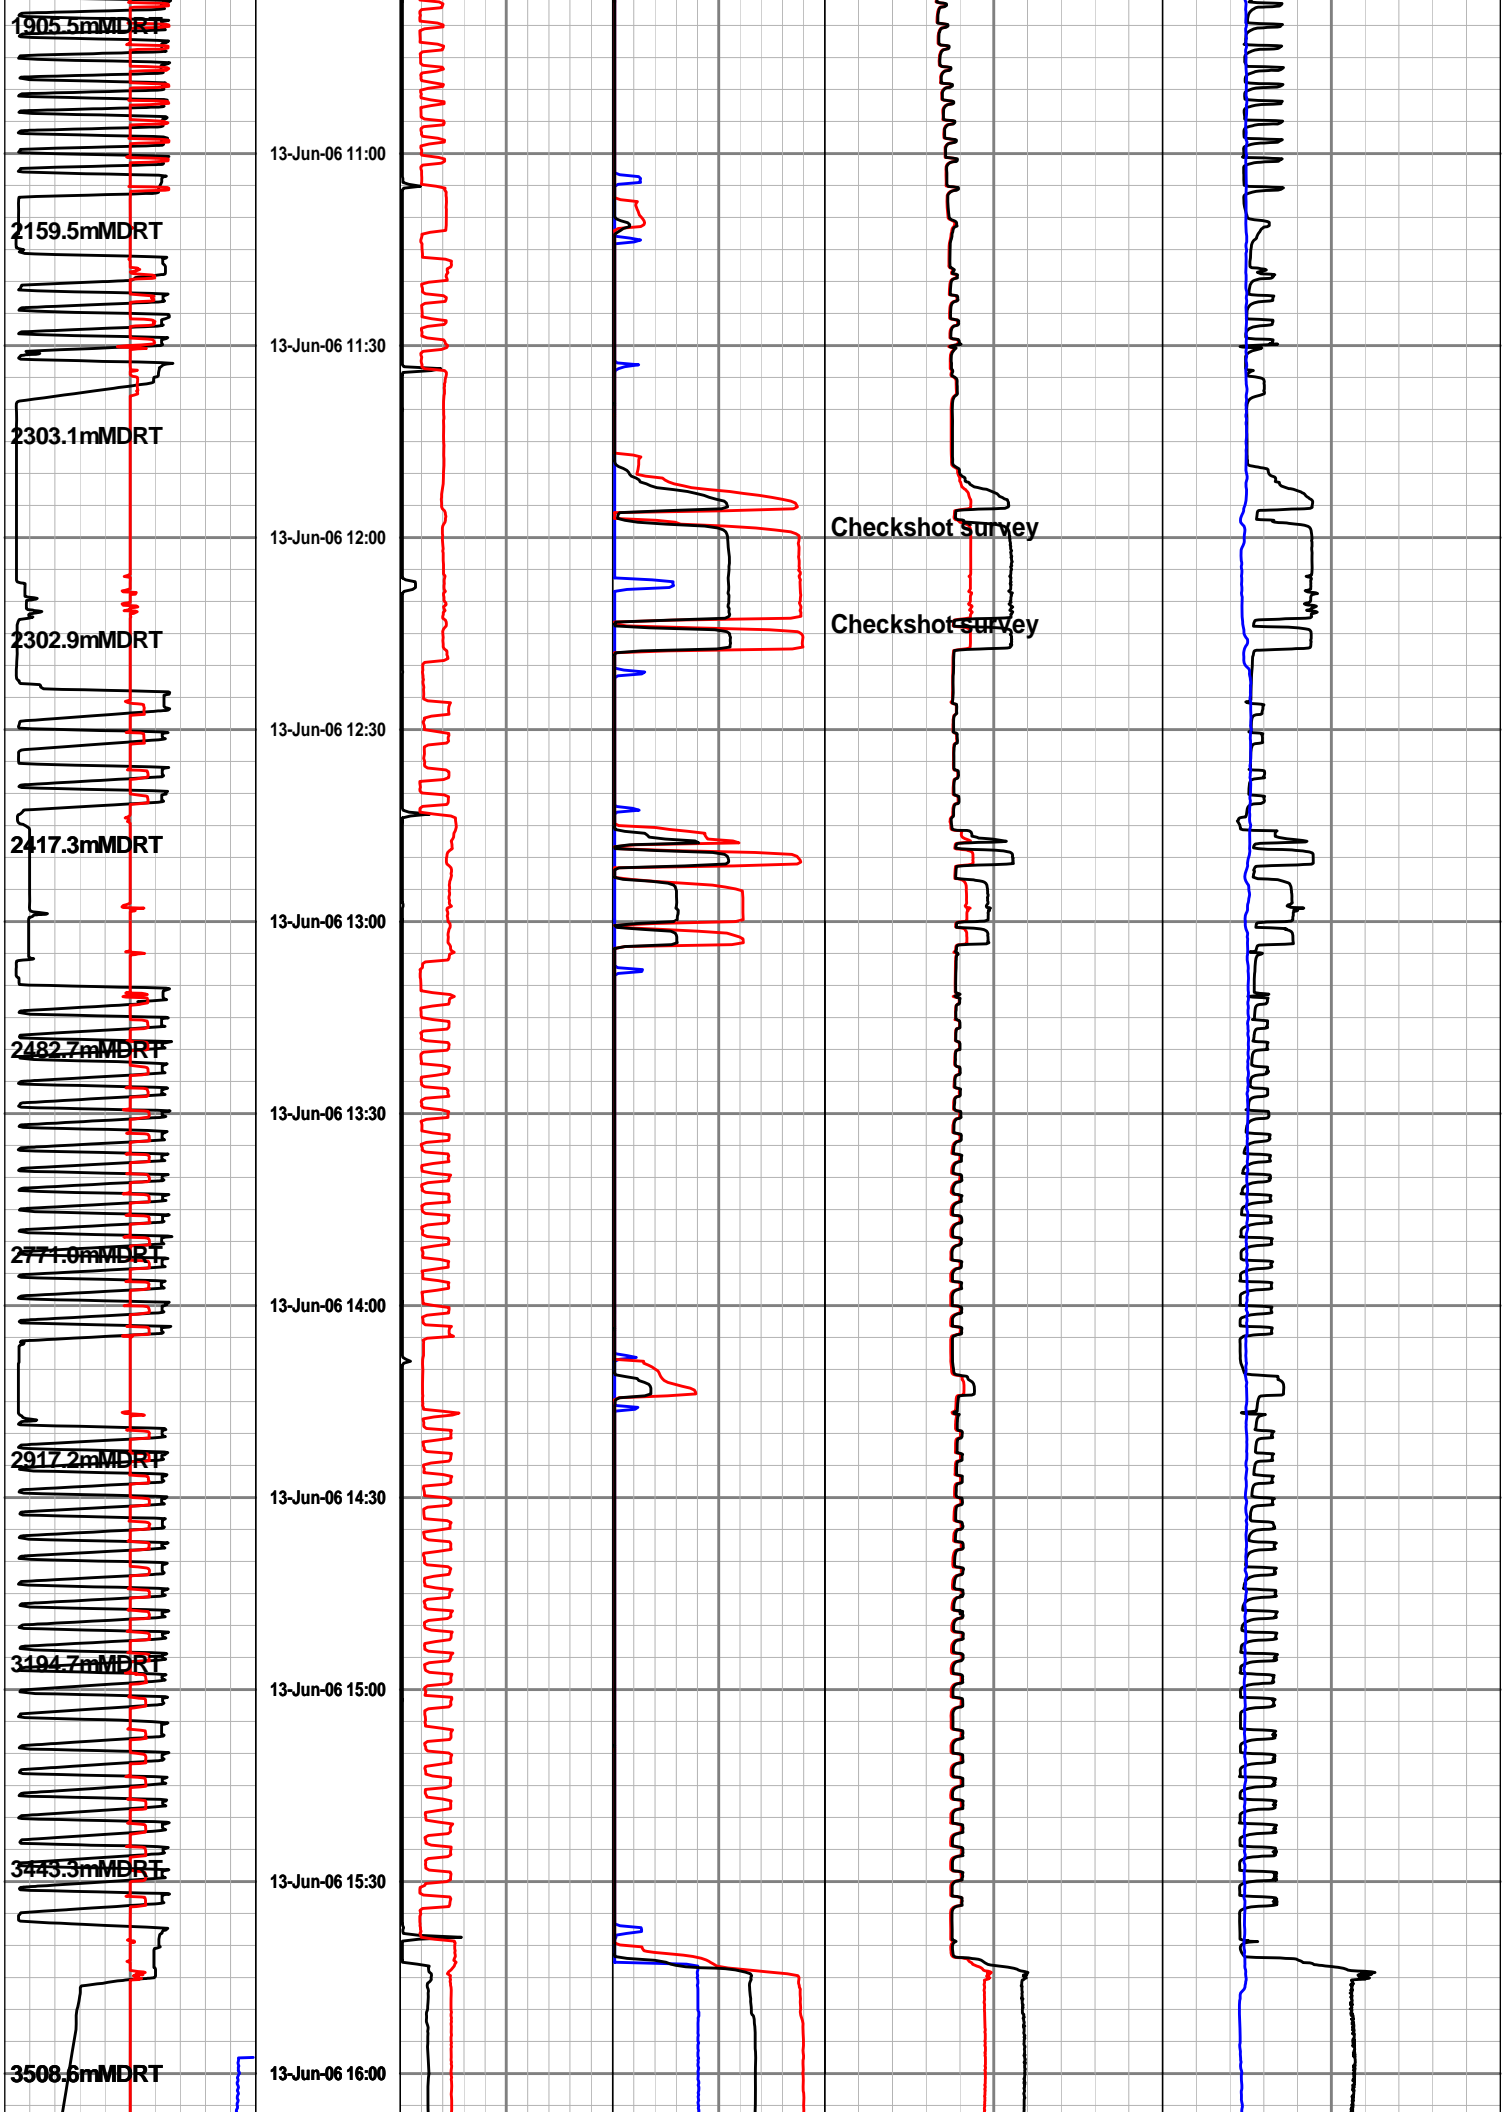 1905.5mMDRT
13-Jun-06 11:00
2159.5mMDRT
13-Jun-06 11:30
2303.1mMDRT
Checkshot survey
13-Jun-06 12:00
Checkshot survey
2302.9mMDRT
13-Jun-06 12:30
2417.3mMDRT
13-Jun-06 13:00
2482.7mMDRT
13-Jun-06 13:30
2771.0mMDRT
13-Jun-06 14:00
2917.2mMDRT
13-Jun-06 14:30
3194.7mMDRT
13-Jun-06 15:00
3443.3mMDRT
13-Jun-06 15:30
3508.6mMDRT
13-Jun-06 16:00